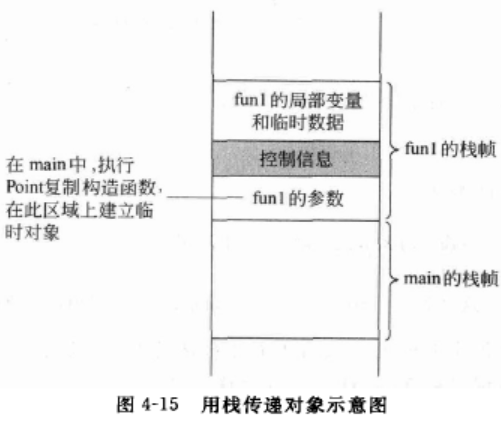 fun1的局部变量
和临时数据
控制信息
fun1的参数
fun1的栈帧
在 main中,执行
Point复制构造函数,
在此区域上建立临
时对象
main的栈帧
图 4-15 用栈传递对象示意图